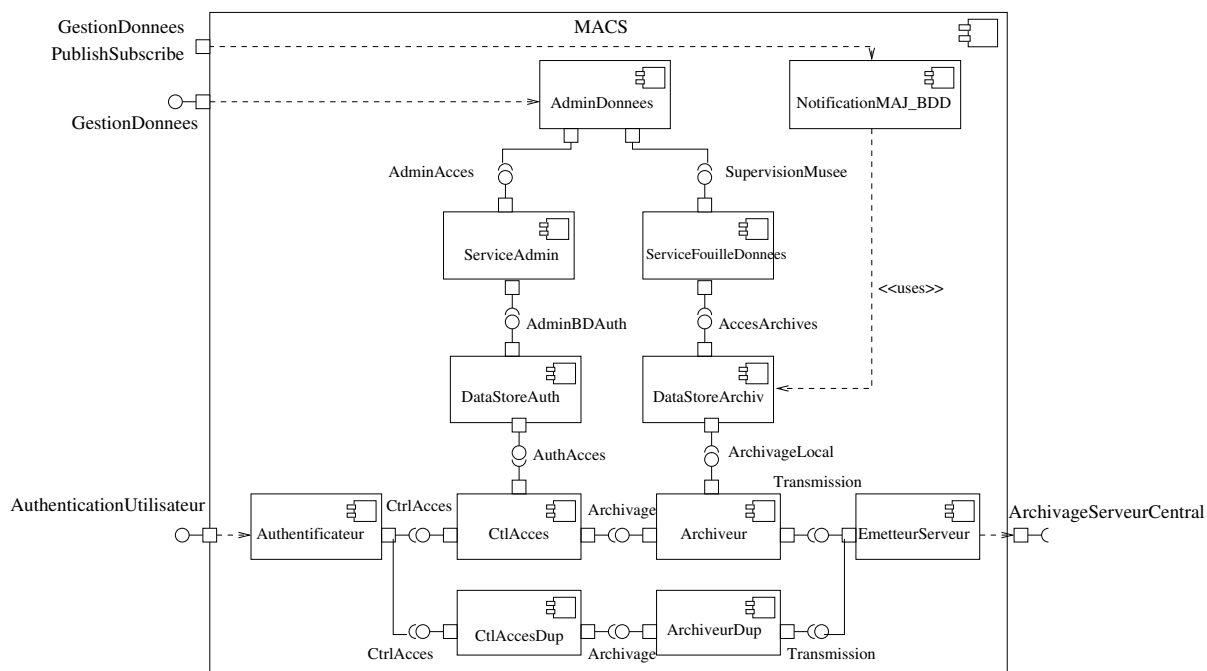 GestionDonnees
MACS
PublishSubscribe
AdminDonnees
NotificationMAJ_BDD
GestionDonnees
AdminAcces
SupervisionMusee
ServiceAdmin
ServiceFouilleDonnees
<<uses>>
AdminBDAuth
AccesArchives
DataStoreAuth
DataStoreArchiv
AuthAcces
ArchivageLocal
Transmission
AuthenticationUtilisateur
CtrlAcces
Archivage
ArchivageServeurCentral
Authentificateur
CtlAcces
Archiveur
EmetteurServeur
CtlAccesDup
ArchiveurDup
CtrlAcces
Archivage
Transmission